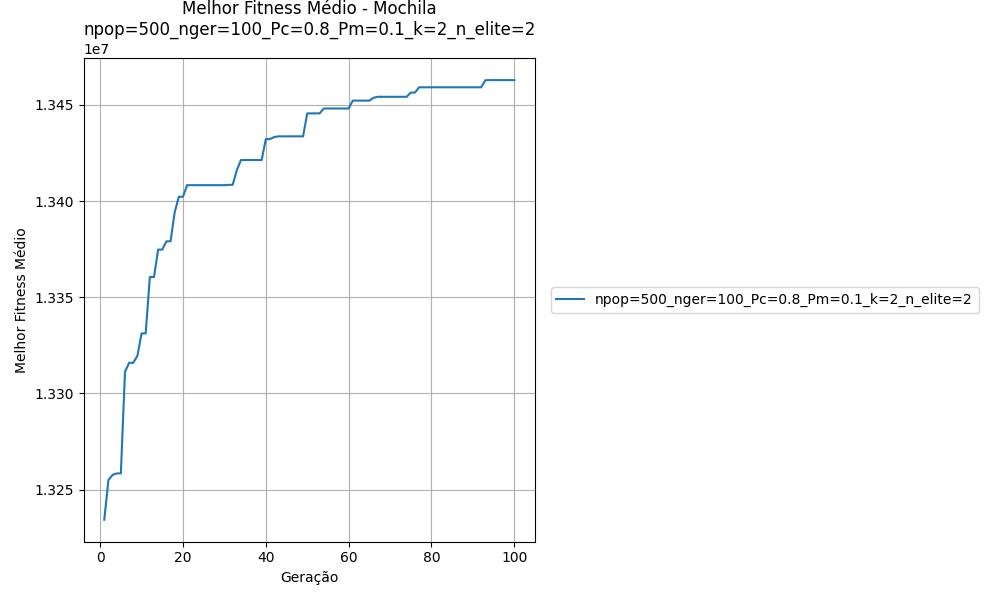 Melhor Fitness Médio - Mochila
npop=500_nger=100_Pc=0.8_Pm=0.1_k=2_n_elite=2
1e7
1.345
1.340
1.335
1.330
1.325
Melhor Fitness Médio
0 20 40 60 80 100
Geração
npop=500_nger=100_Pc=0.8_Pm=0.1_k=2_n_elite=2